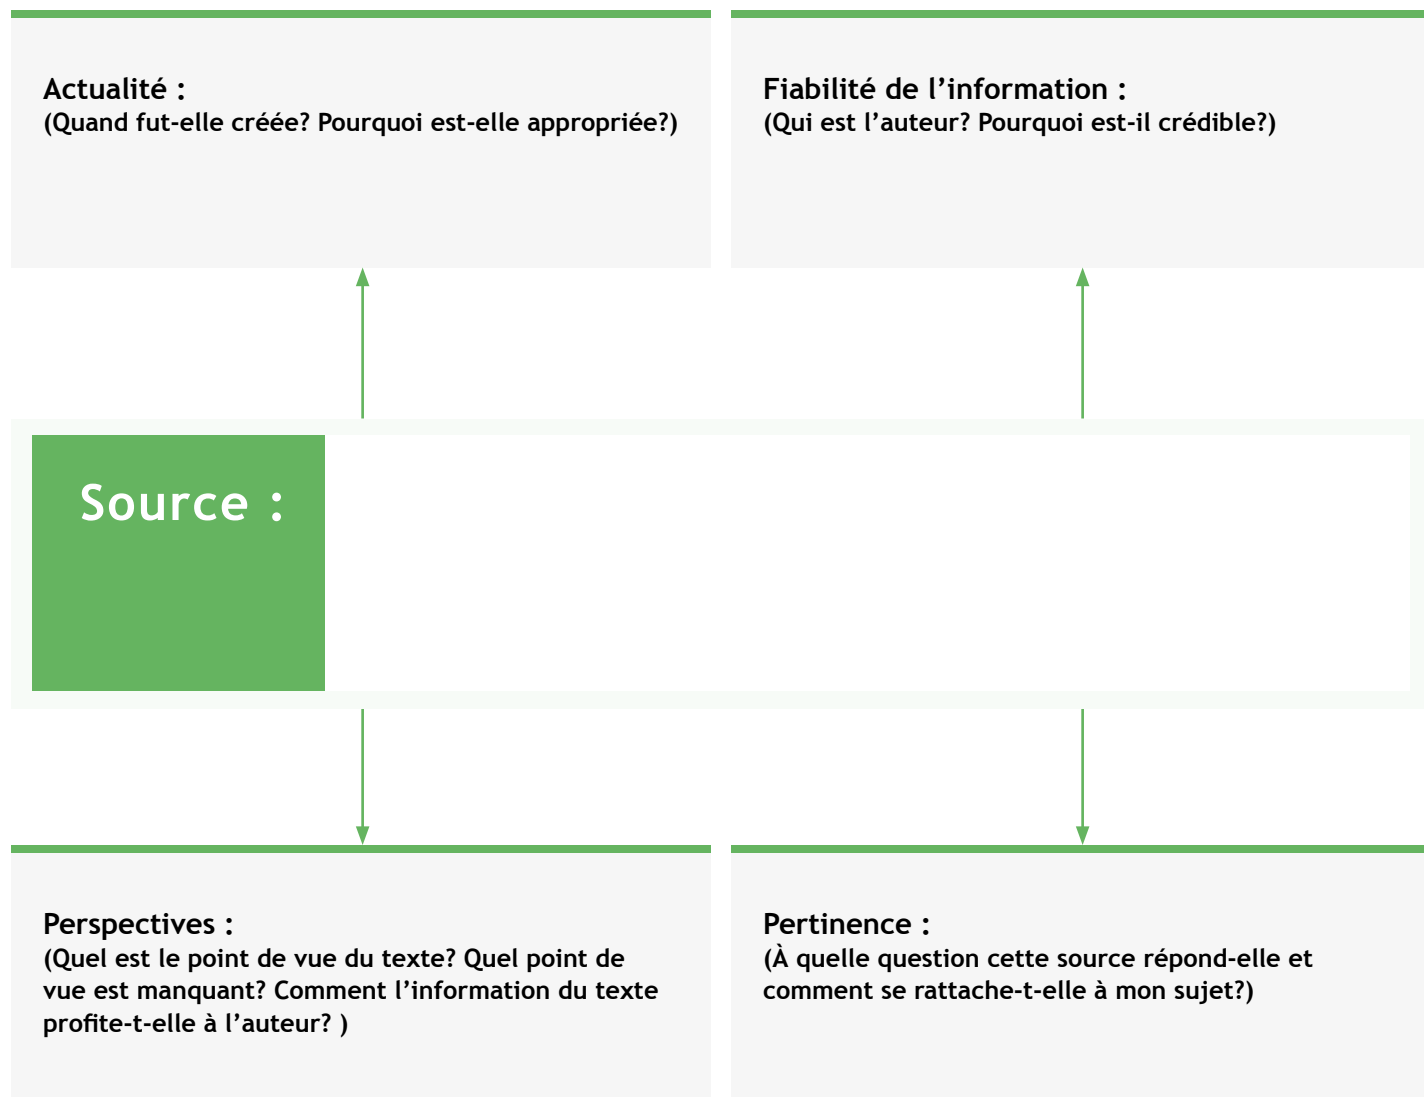 Actualité :
(Quand fut-elle créée? Pourquoi est-elle appropriée?)
Fiabilité de l’information :
(Qui est l’auteur? Pourquoi est-il crédible?)
Source :
Perspectives :
(Quel est le point de vue du texte? Quel point de
vue est manquant? Comment l’information du texte
profite-t-elle à l’auteur? )
Pertinence :
(À quelle question cette source répond-elle et
comment se rattache-t-elle à mon sujet?)